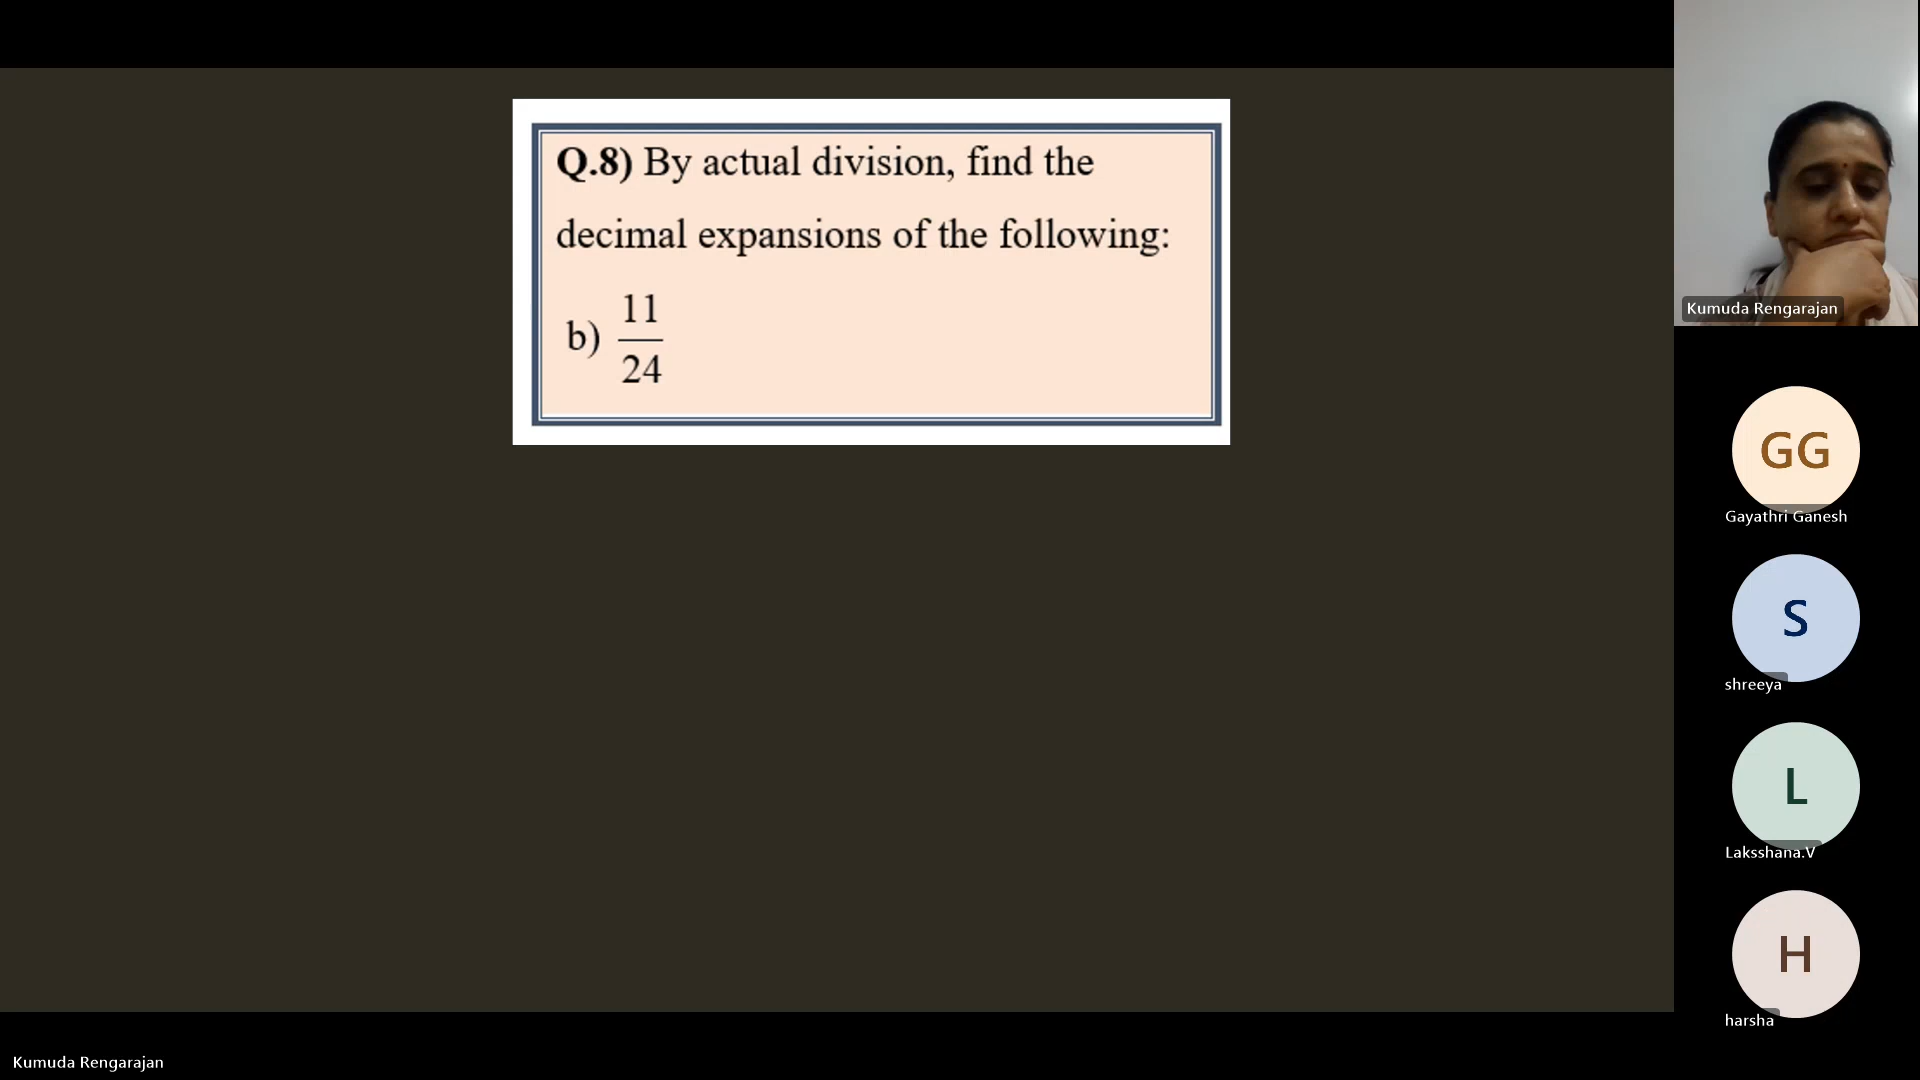 Q.8) By actual division, find the
decimal expansions of the following:
b) 11/24
Kumuda Rengarajan
GG
Gayathri Ganesh
S
shreeya
L
Laksshana.V
H
harsha
Kumuda Rengarajan